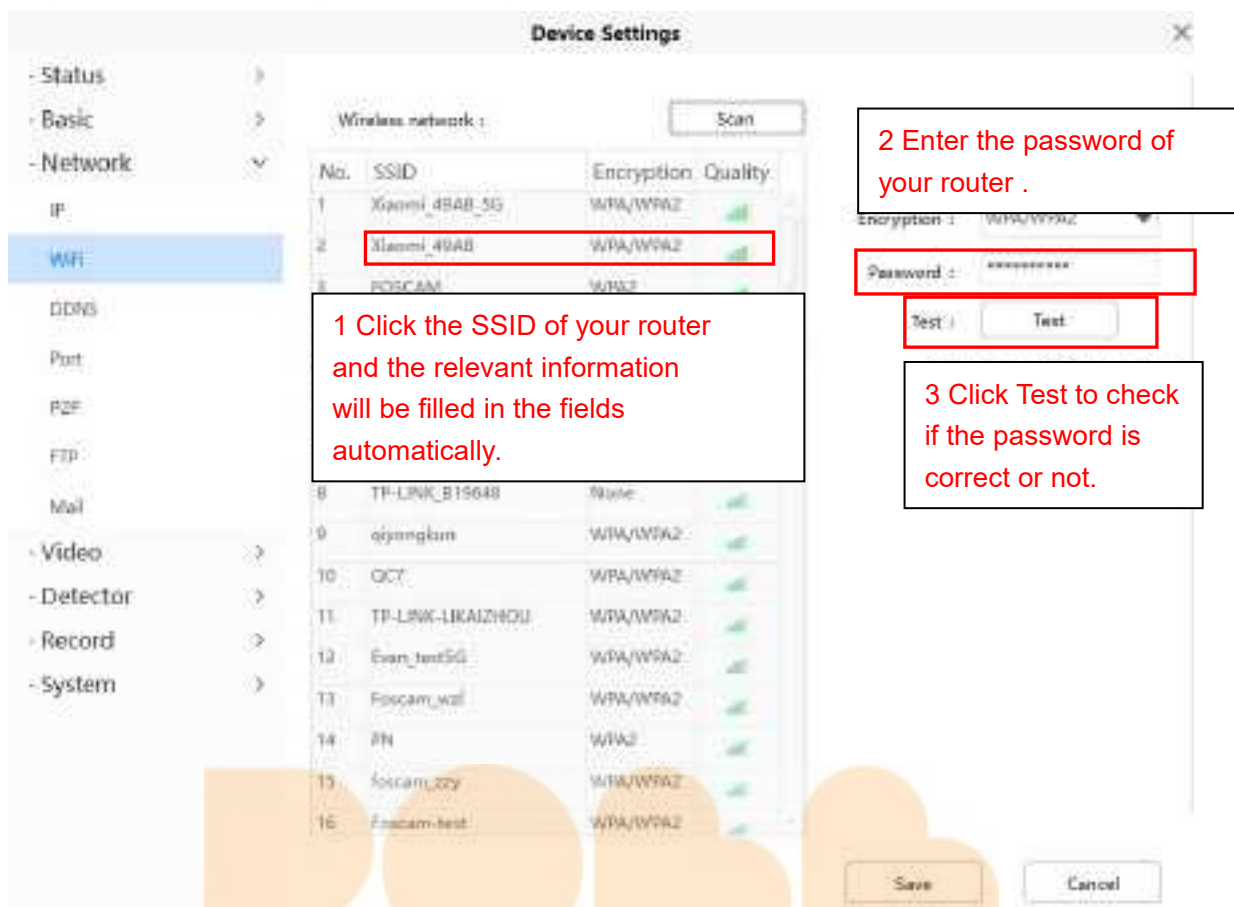 Device Settings
- Status
- Basic
- Network
IP
WiFi
DDNS
Port
P2P
FTP
Mail
- Video
- Detector
- Record
- System
Wireless network :
Scan
No. SSID Encryption Quality
1 Xiaomi_49AB_5G WPA/WPA2
2 Xiaomi_49AB WPA/WPA2
FOSCAM WPA2
1 Click the SSID of your router
and the relevant information
will be filled in the fields
automatically.
8 TP-LINK_B19648 None
9 WPA/WPA2
10 QC7 WPA/WPA2
11 TP-LINK-LIKAIZHOU WPA/WPA2
12 Evan_test5G WPA/WPA2
13 Foscam_wzl WPA/WPA2
14 PN WPA2
15 foscam_zzy WPA/WPA2
16 Foscam-test WPA/WPA2
2 Enter the password of
your router .
Encryption : WPA/WPA2
Password : **********
Test : Test
3 Click Test to check
if the password is
correct or not.
Save
Cancel